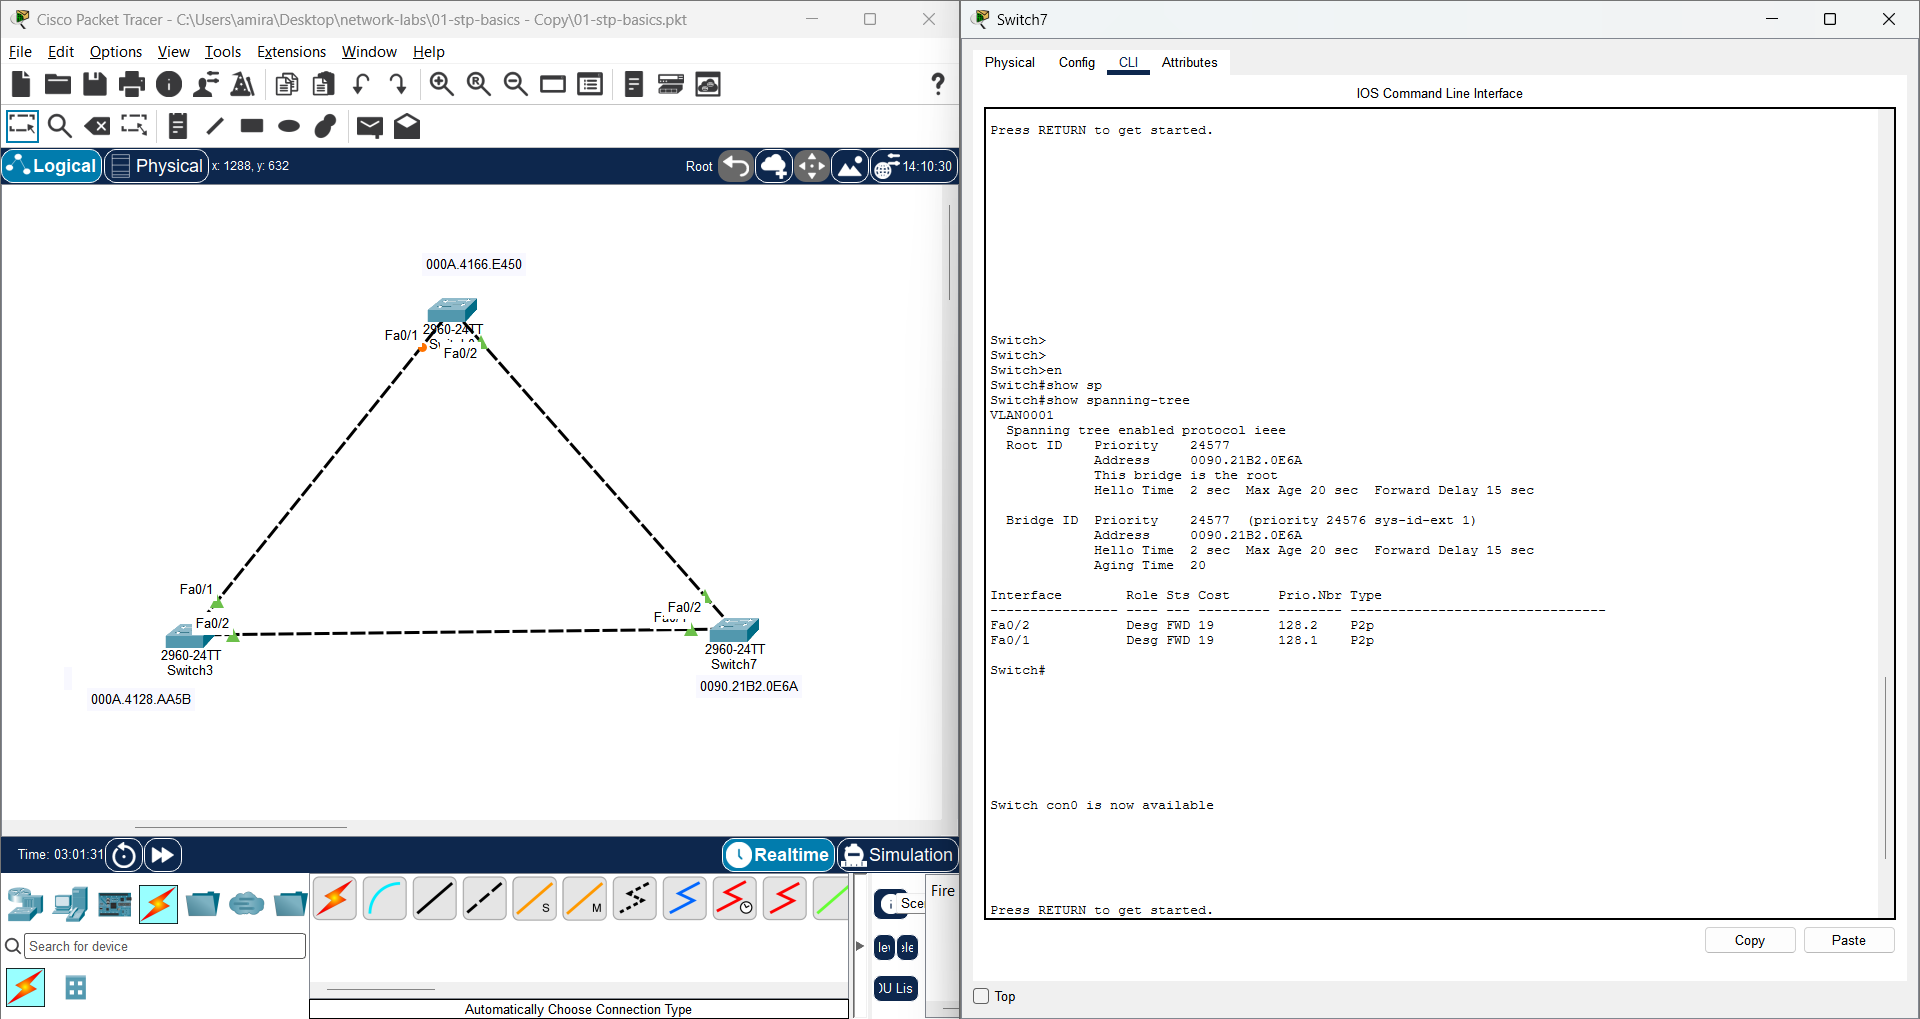 Cisco Packet Tracer - C:\Users\amira\Desktop\network-labs\01-stp-basics - Copy\01-stp-basics.pkt
File Edit Options View Tools Extensions Window Help
Logical Physical x: 1288, y: 632 Root 14:10:30
000A.4166.E450
Fa0/1 2960-24TT
Fa0/2
Fa0/1
Fa0/2
2960-24TT
Switch3
000A.4128.AA5B
Fa0/2
2960-24TT
Switch7
0090.21B2.0E6A
Time: 03:01:31 Realtime Simulation
S M
Fire
Search for device
Automatically Choose Connection Type
Switch7
Physical Config CLI Attributes
IOS Command Line Interface
Press RETURN to get started.
Switch>
Switch>
Switch>en
Switch#show sp
Switch#show spanning-tree
VLAN0001
Spanning tree enabled protocol ieee
Root ID Priority 24577
Address 0090.21B2.0E6A
This bridge is the root
Hello Time 2 sec Max Age 20 sec Forward Delay 15 sec
Bridge ID Priority 24577 (priority 24576 sys-id-ext 1)
Address 0090.21B2.0E6A
Hello Time 2 sec Max Age 20 sec Forward Delay 15 sec
Aging Time 20
Interface Role Sts Cost Prio.Nbr Type
---------------- ---- --- --------- -------- --------------------------------
Fa0/2 Desg FWD 19 128.2 P2p
Fa0/1 Desg FWD 19 128.1 P2p
Switch#
Switch con0 is now available
Press RETURN to get started.
Copy Paste
Top